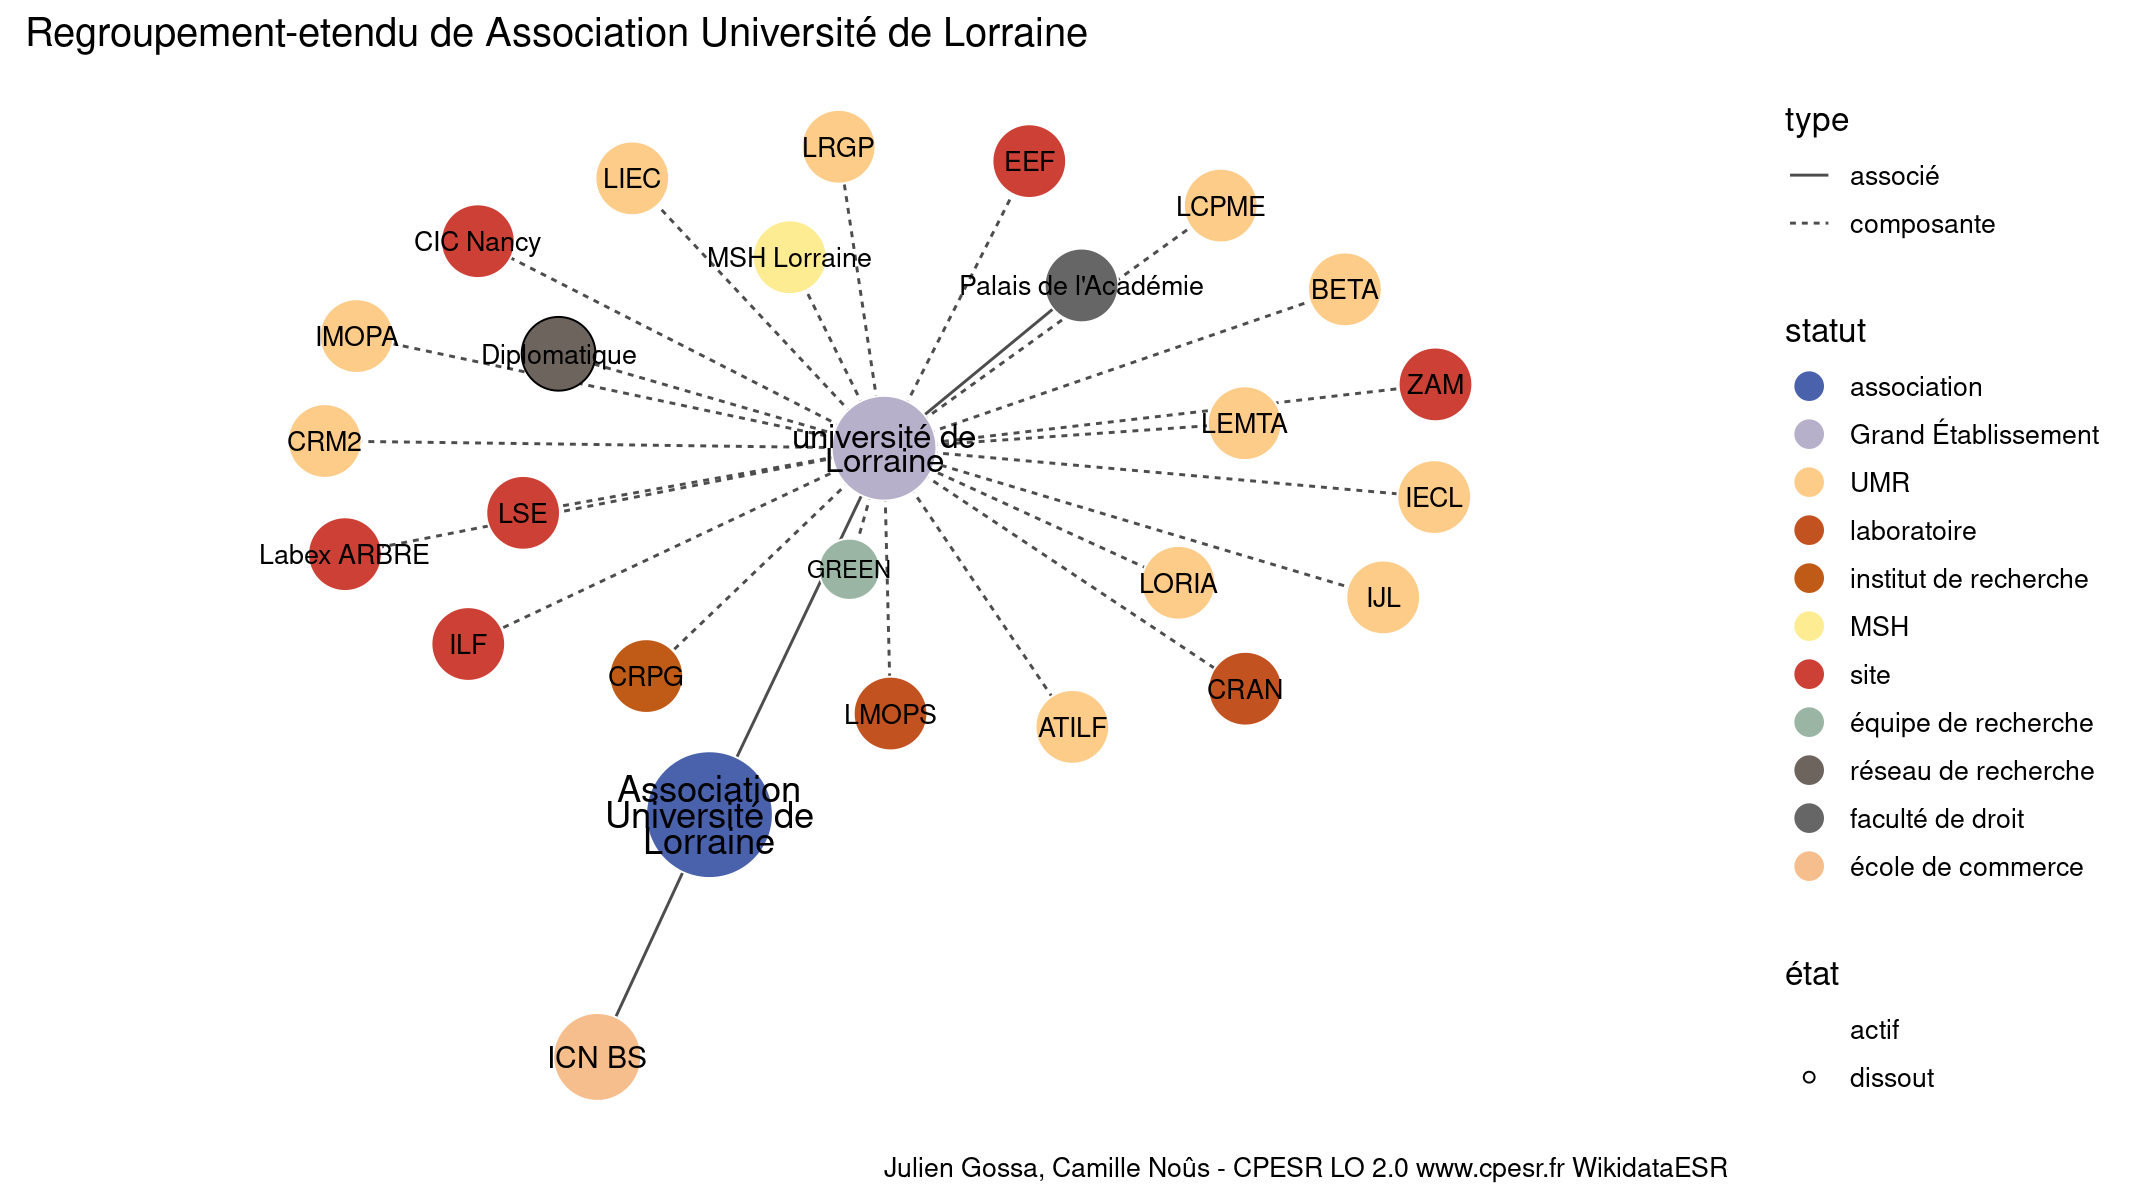 Regroupement-etendu de Association Université de Lorraine
LRGP
EEF
LIEC
LCPME
CIC Nancy
MSH Lorraine
Palais de l'Académie
BETA
IMOPA
Diplomatique
ZAM
LEMTA
CRM2
université de
Lorraine
IECL
LSE
Labex ARBRE
GREEN
LORIA
IJL
ILF
CRPG
LMOPS
ATILF
CRAN
Association
Université de
Lorraine
ICN BS
type
associé
composante
statut
association
Grand Établissement
UMR
laboratoire
institut de recherche
MSH
site
équipe de recherche
réseau de recherche
faculté de droit
école de commerce
état
actif
dissout
Julien Gossa, Camille Noûs - CPESR LO 2.0 www.cpesr.fr WikidataESR